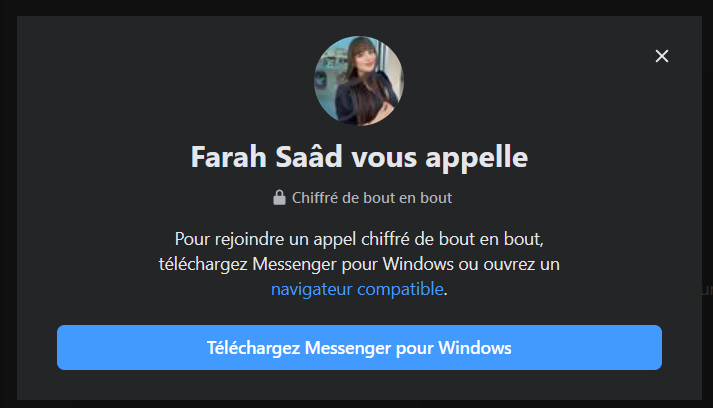 Farah Saâd vous appelle
Chiffré de bout en bout
Pour rejoindre un appel chiffré de bout en bout,
téléchargez Messenger pour Windows ou ouvrez un
navigateur compatible.
Téléchargez Messenger pour Windows